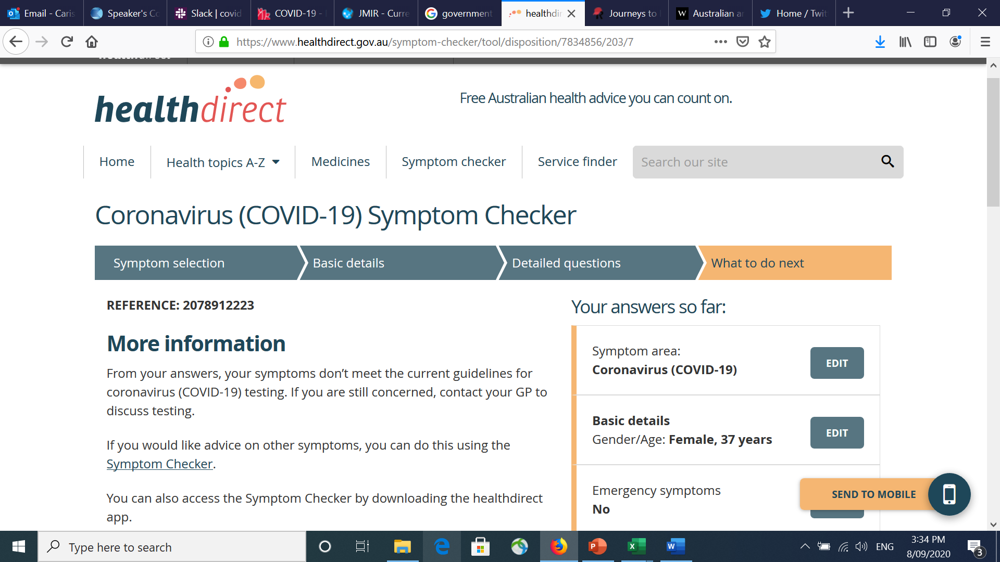 Email - Caris
Speaker's Co
Slack | covid
COVID-19 -
JMIR - Curre
government
healthdir
Journeys to
Australian ar
Home / Twit
https://www.healthdirect.gov.au/symptom-checker/tool/disposition/7834856/203/7
healthdirect
Free Australian health advice you can count on.
Home
Health topics A-Z
Medicines
Symptom checker
Service finder
Search our site
Coronavirus (COVID-19) Symptom Checker
Symptom selection
Basic details
Detailed questions
What to do next
REFERENCE: 2078912223
More information
From your answers, your symptoms don’t meet the current guidelines for
coronavirus (COVID-19) testing. If you are still concerned, contact your GP to
discuss testing.
If you would like advice on other symptoms, you can do this using the
Symptom Checker.
You can also access the Symptom Checker by downloading the healthdirect
app.
Your answers so far:
Symptom area:
Coronavirus (COVID-19)
EDIT
Basic details
Gender/Age: Female, 37 years
EDIT
Emergency symptoms
No
SEND TO MOBILE
Type here to search
ENG
3:34 PM
8/09/2020
3